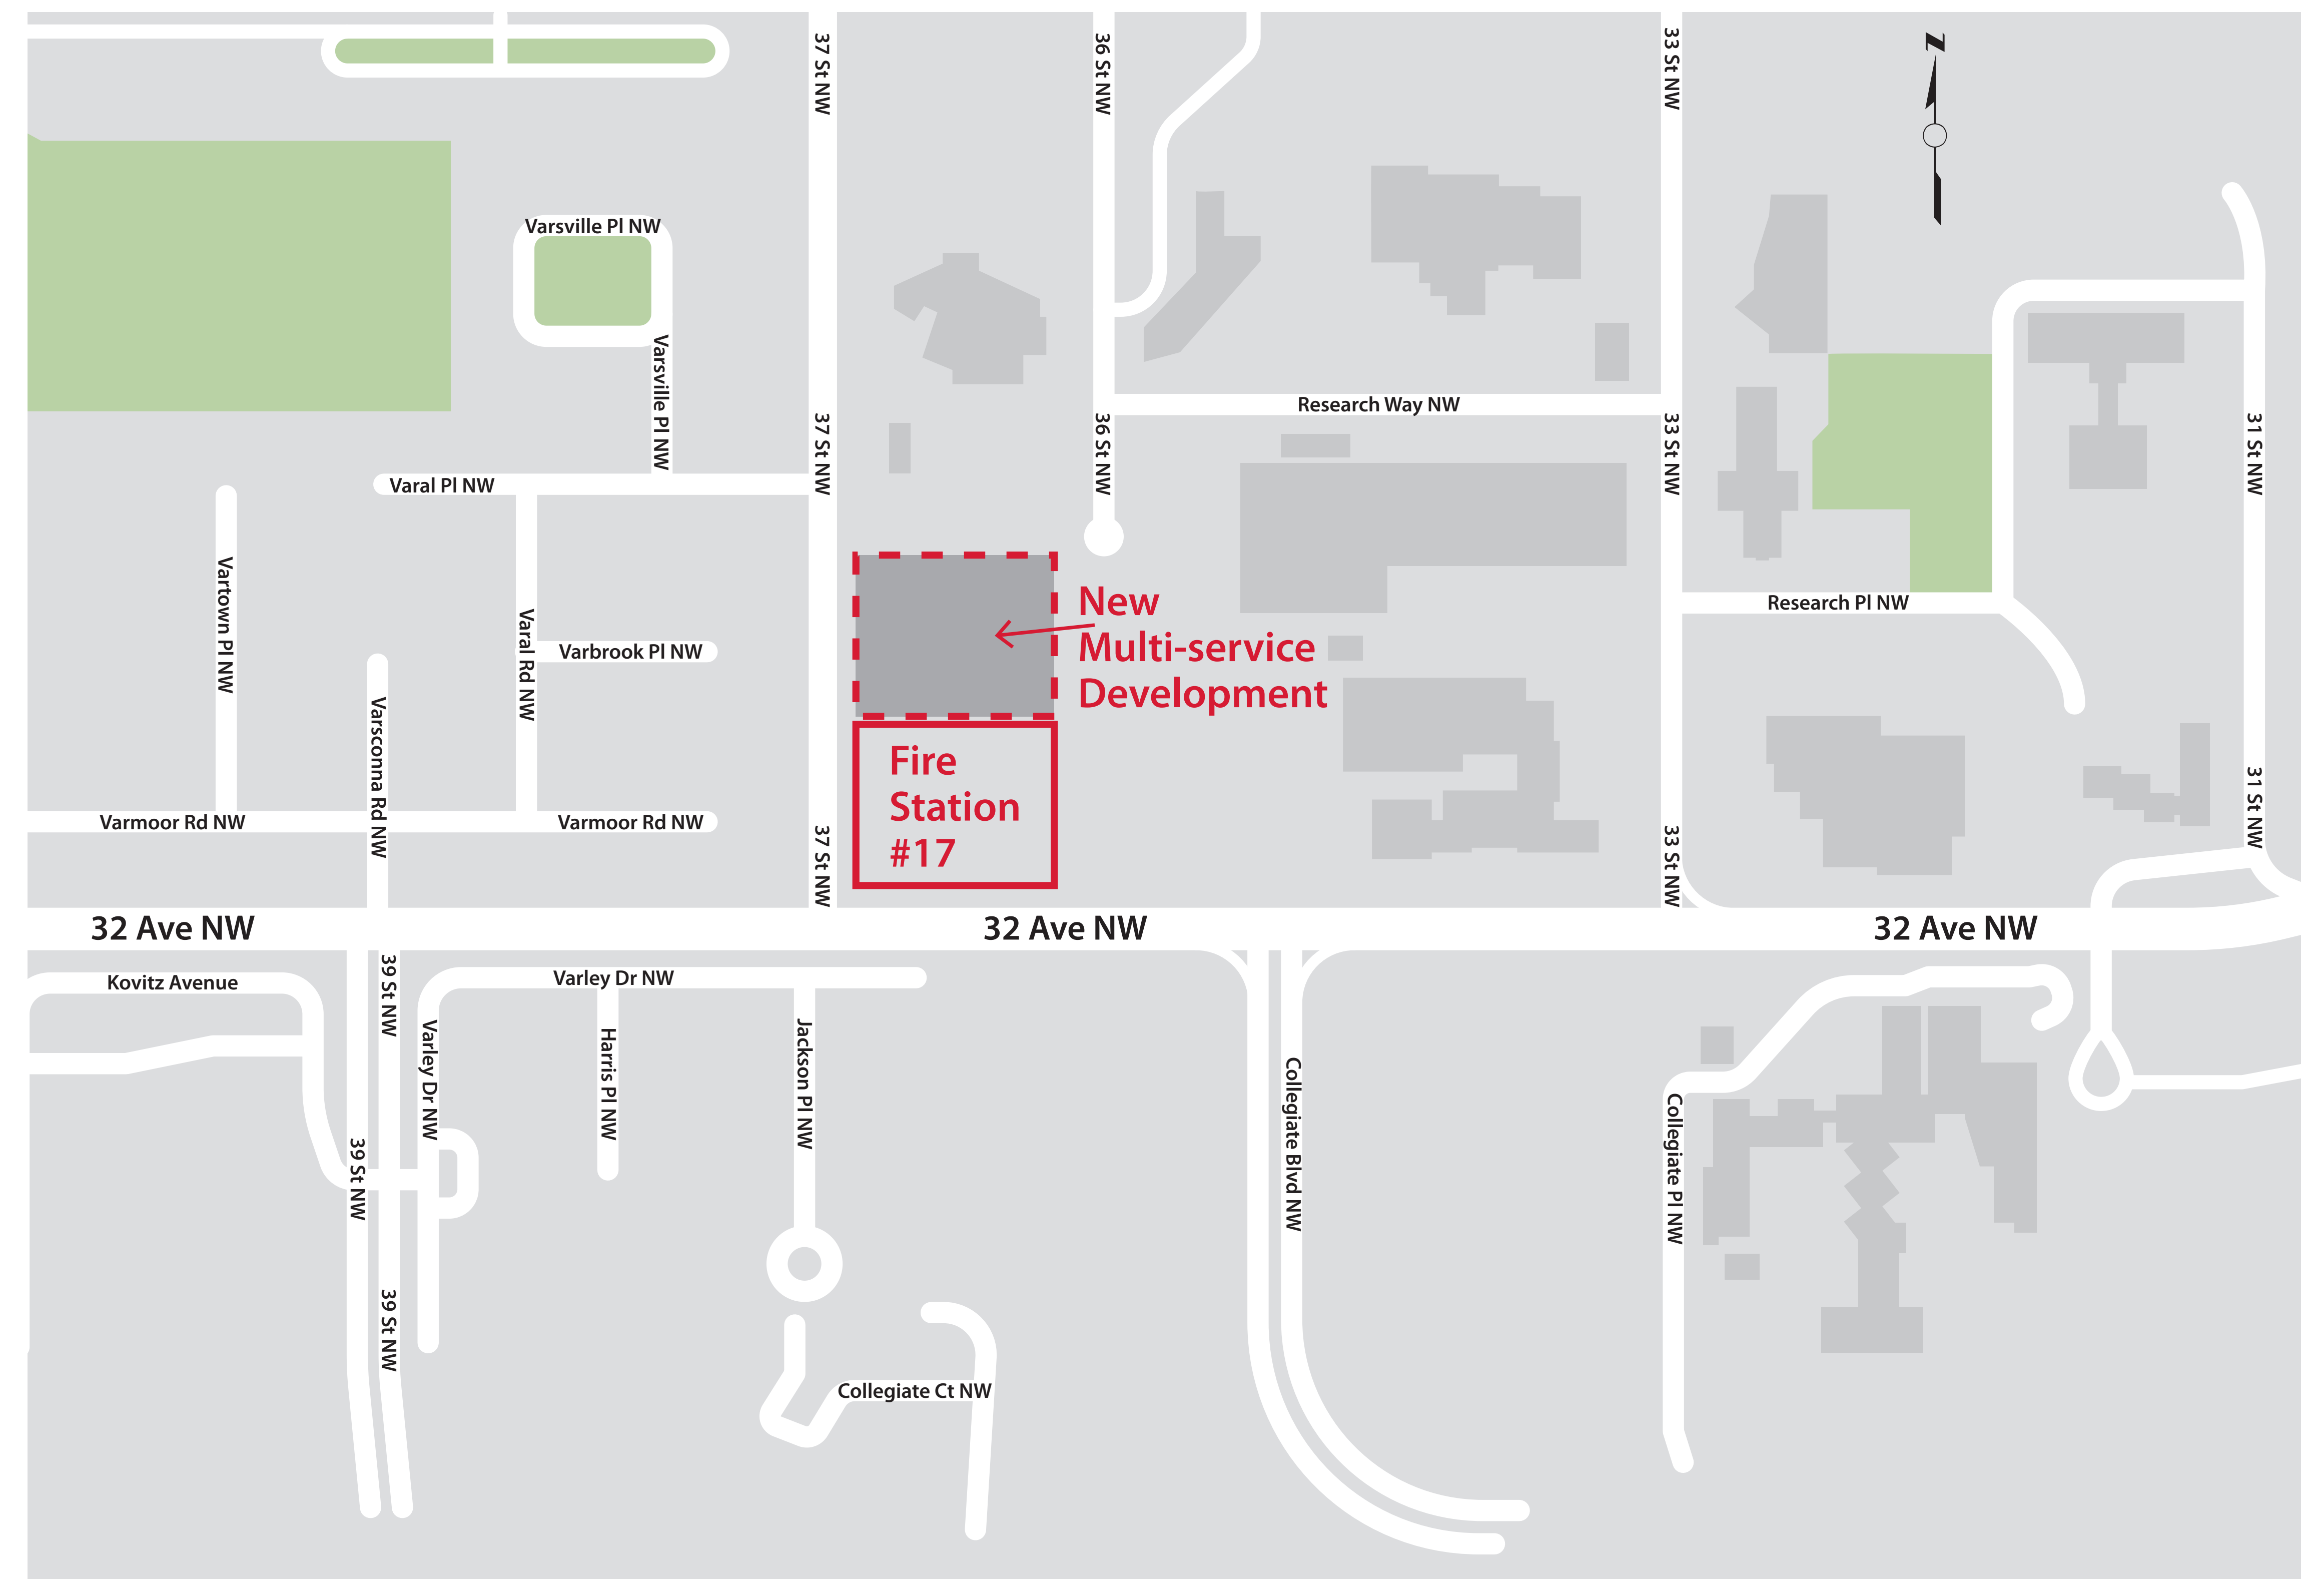 37 St NW
36 St NW
33 St NW
N
Varsville Pl NW
Varsville Pl NW
Research Way NW
37 St NW
36 St NW
33 St NW
31 St NW
Varal Pl NW
Vartown Pl NW
Varal Rd NW
Varbrook Pl NW
New
Multi-service
Development
Research Pl NW
Varsconna Rd NW
Fire
Station
#17
Varmoor Rd NW
Varmoor Rd NW
37 St NW
33 St NW
31 St NW
32 Ave NW
32 Ave NW
32 Ave NW
Kovitz Avenue
39 St NW
Varley Dr NW
Varley Dr NW
Harris Pl NW
Jackson Pl NW
Collegiate Blvd NW
Collegiate Pl NW
39 St NW
39 St NW
Collegiate Ct NW